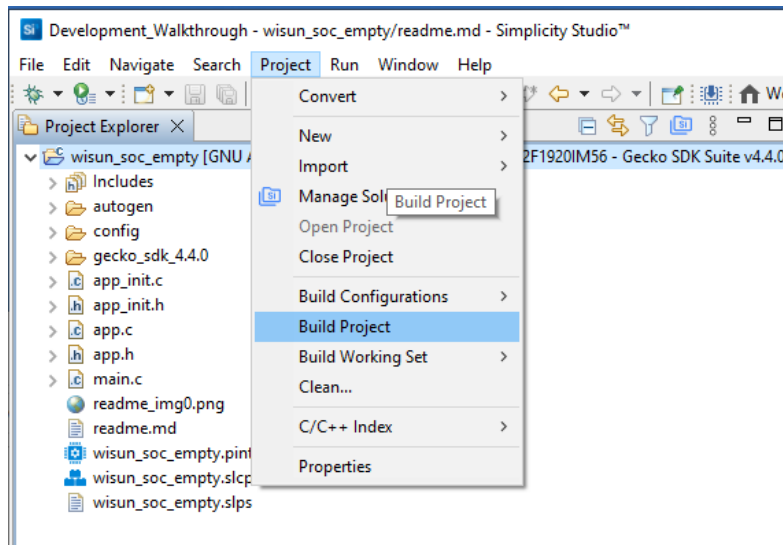 Si Development_Walkthrough - wisun_soc_empty/readme.md - Simplicity Studio™
File Edit Navigate Search Project Run Window Help
Project Explorer
wisun_soc_empty [GNU 2F1920IM56 - Gecko SDK Suite v4.4.0
Includes
autogen
config
gecko_sdk_4.4.0
.c app_init.c
.h app_init.h
.c app.c
.h app.h
.c main.c
readme_img0.png
readme.md
wisun_soc_empty.pint
wisun_soc_empty.slcp
wisun_soc_empty.slps
Convert
New
Import
Manage
Build Project
Open Project
Close Project
Build Configurations
Build Project
Build Working Set
Clean...
C/C++ Index
Properties